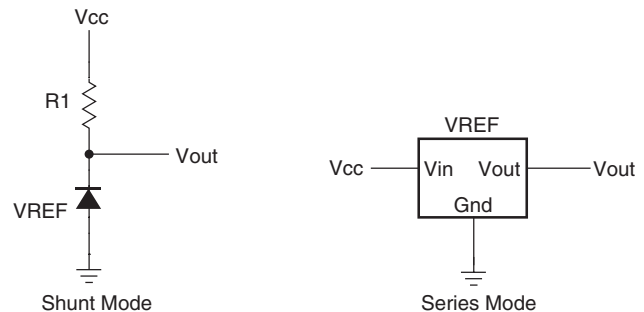 Vcc
R1
Vout
VREF
Shunt Mode
VREF
Vcc
Vin
Vout
Vout
Gnd
Series Mode